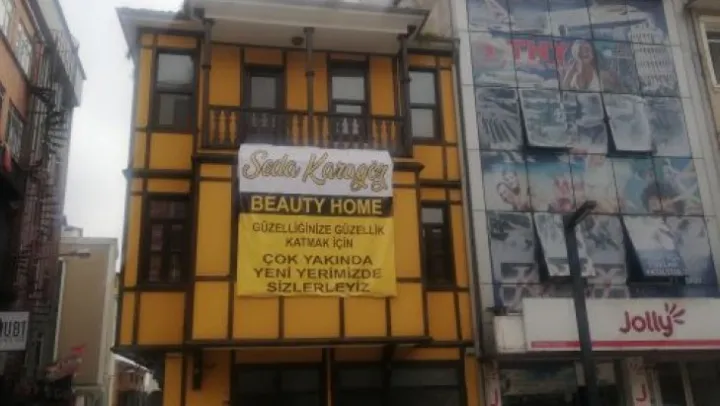 Seda Karagöz
BEAUTY HOME
GÜZELLİĞİNİZE GÜZELLİK
KATMAK İÇİN
ÇOK YAKINDA
YENİ YERİMİZDE
SİZLERLEYİZ
Jolly